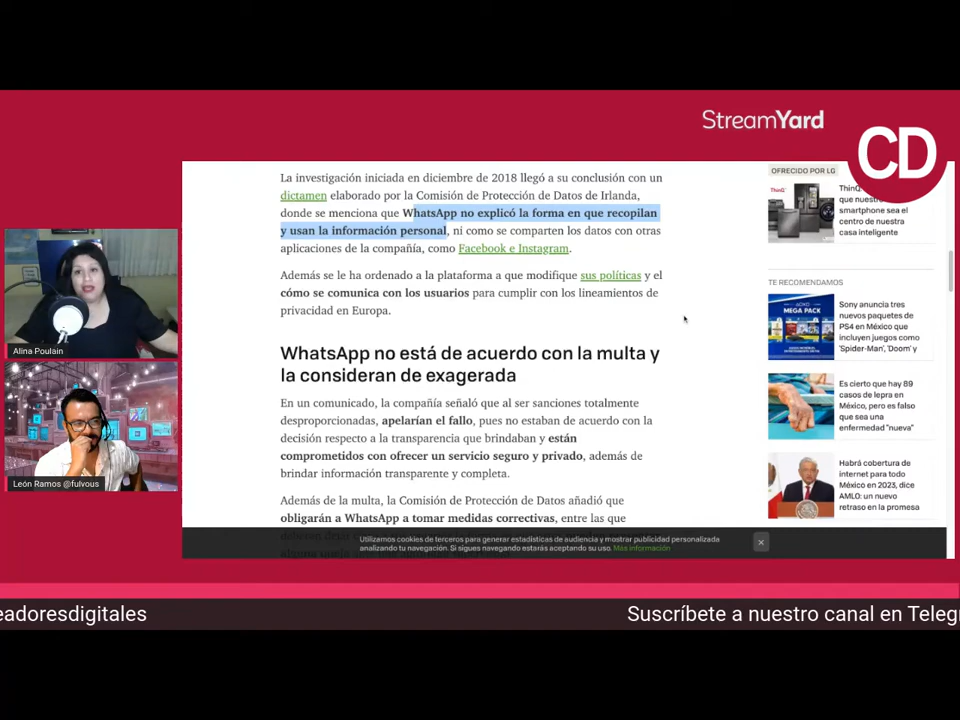 StreamYard
CD
La investigación iniciada en diciembre de 2018 llegó a su conclusión con un
dictamen elaborado por la Comisión de Protección de Datos de Irlanda,
donde se menciona que WhatsApp no explicó la forma en que recopilan
y usan la información personal, ni como se comparten los datos con otras
aplicaciones de la compañía, como Facebook e Instagram.
Además se le ha ordenado a la plataforma a que modifique sus políticas y el
cómo se comunica con los usuarios para cumplir con los lineamientos de
privacidad en Europa.
WhatsApp no está de acuerdo con la multa y
la consideran de exagerada
En un comunicado, la compañía señaló que al ser sanciones totalmente
desproporcionadas, apelarían el fallo, pues no estaban de acuerdo con la
decisión respecto a la transparencia que brindaban y están
comprometidos con ofrecer un servicio seguro y privado, además de
brindar información transparente y completa.
Además de la multa, la Comisión de Protección de Datos añadió que
obligarán a WhatsApp a tomar medidas correctivas, entre las que
Utilizamos cookies de terceros para generar estadísticas de audiencia y mostrar publicidad personalizada
analizando tu navegación. Si sigues navegando estarás aceptando su uso. Más información
OFRECIDO POR LG
ThinQ
que nuestro
smartphone sea el
centro de nuestra
casa inteligente
TE RECOMENDAMOS
MEGA PACK
Sony anuncia tres
nuevos paquetes de
PS4 en México que
incluyen juegos como
'Spider-Man', 'Doom' y
Es cierto que hay 89
casos de lepra en
México, pero es falso
que sea una
enfermedad "nueva"
Habrá cobertura de
internet para todo
México en 2023, dice
AMLO: un nuevo
retraso en la promesa
Alina Poulain
León Ramos @fulvous
eadoresdigitales
Suscríbete a nuestro canal en Teleg